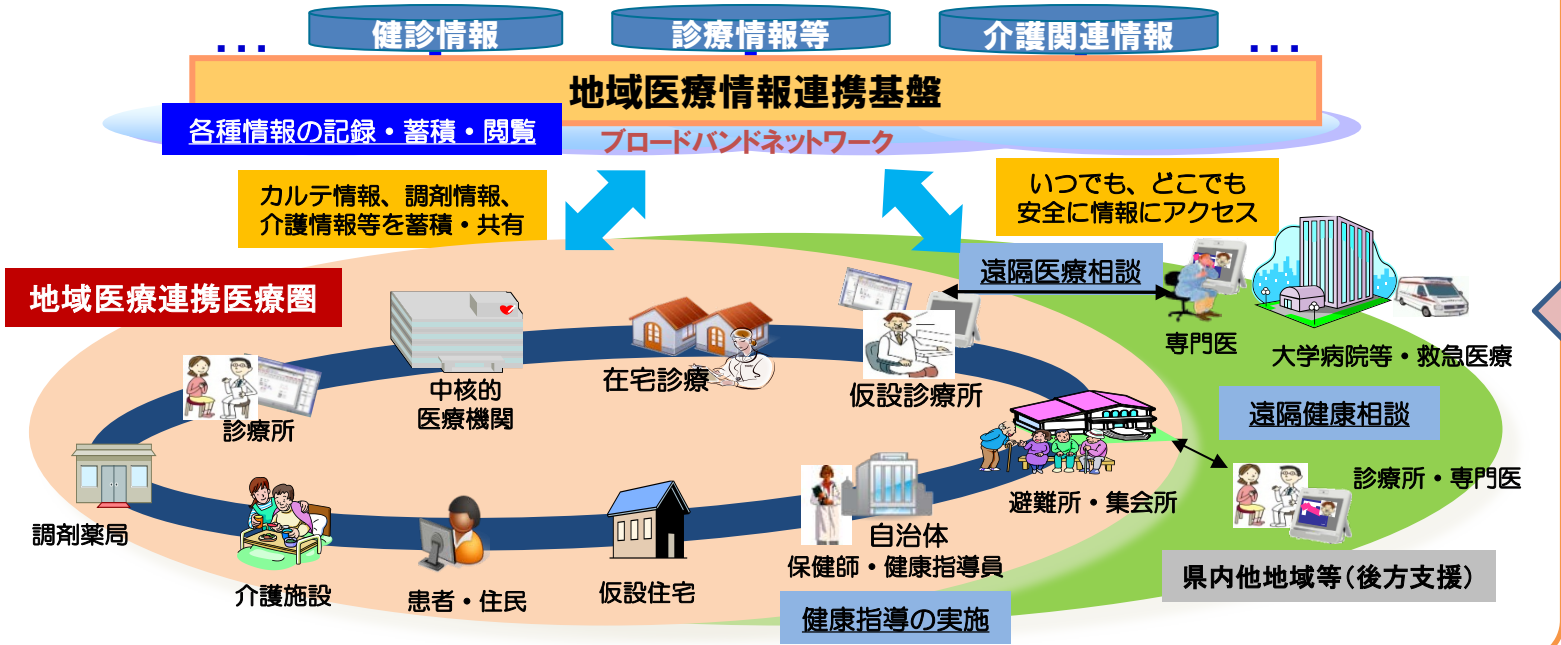 健診情報
診療情報等
介護関連情報
…
…
地域医療情報連携基盤
各種情報の記録・蓄積・閲覧
ブロードバンドネットワーク
カルテ情報、調剤情報、
介護情報等を蓄積・共有
いつでも、どこでも
安全に情報にアクセス
地域医療連携医療圏
遠隔医療相談
専門医
大学病院等・救急医療
中核的
医療機関
在宅診療
仮設診療所
診療所
遠隔健康相談
診療所・専門医
避難所・集会所
調剤薬局
介護施設
患者・住民
仮設住宅
自治体
保健師・健康指導員
県内他地域等(後方支援)
健康指導の実施